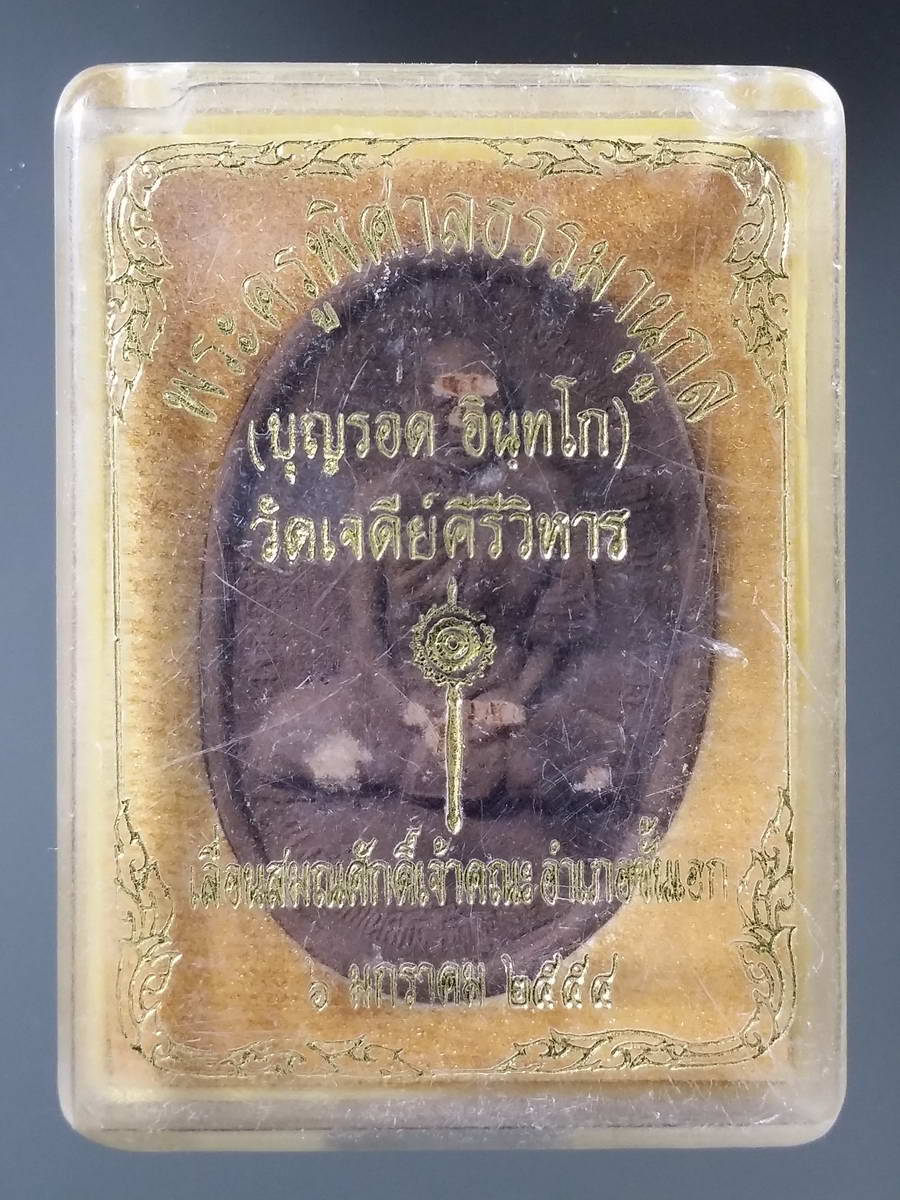 พระครูพิศาลธรรมานุกูล
(บุญรอด อินฺทโก)
วัดเจดีย์คีรีวิหาร
เลื่อนสมณศักดิ์เจ้าคณะอำเภอชั้นเอก
๖ มกราคม ๒๕๕๔